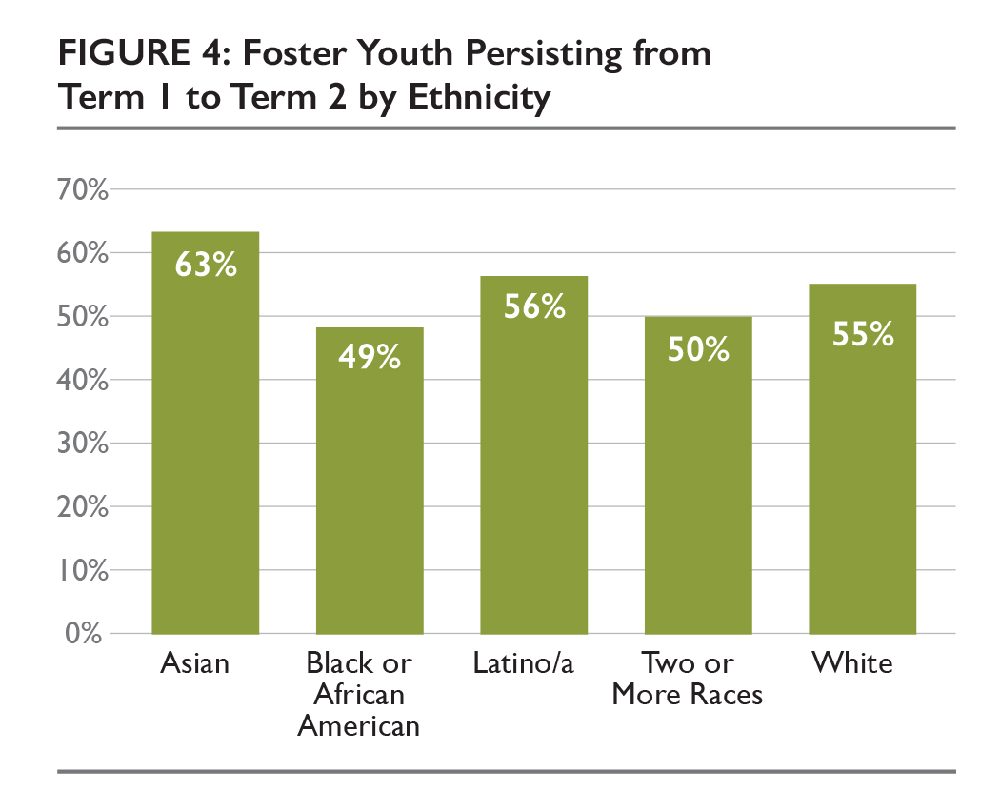 FIGURE 4: Foster Youth Persisting from
Term 1 to Term 2 by Ethnicity
70%
60%
50%
40%
30%
20%
10%
0%
63%
49%
56%
50%
55%
Asian
Black or
African
American
Latino/a
Two or
More Races
White